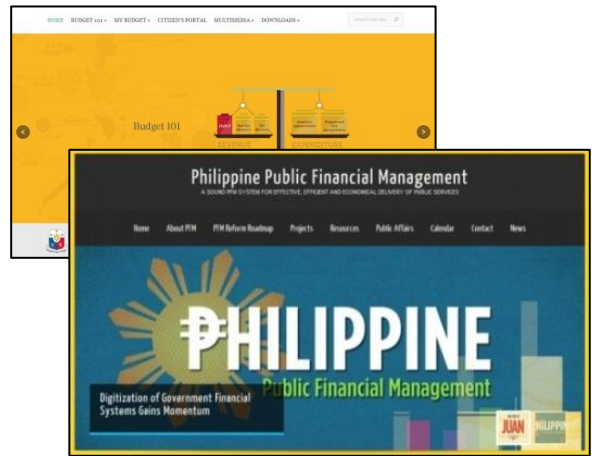 HOME BUDGET 101 MY BUDGET CITIZEN'S PORTAL MULTIMEDIA DOWNLOADS
Budget 101
REVENUE EXPENDITURE
Philippine Public Financial Management
A SOUND PFM SYSTEM FOR EFFECTIVE, EFFICIENT AND ECONOMICAL DELIVERY OF PUBLIC SERVICES
Home About PFM PFM Reform Roadmap Projects Resources Public Affairs Calendar Contact News
₱HILIPPINE
Public Financial Management
Digitization of Government Financial
Systems Gains Momentum
JUAN